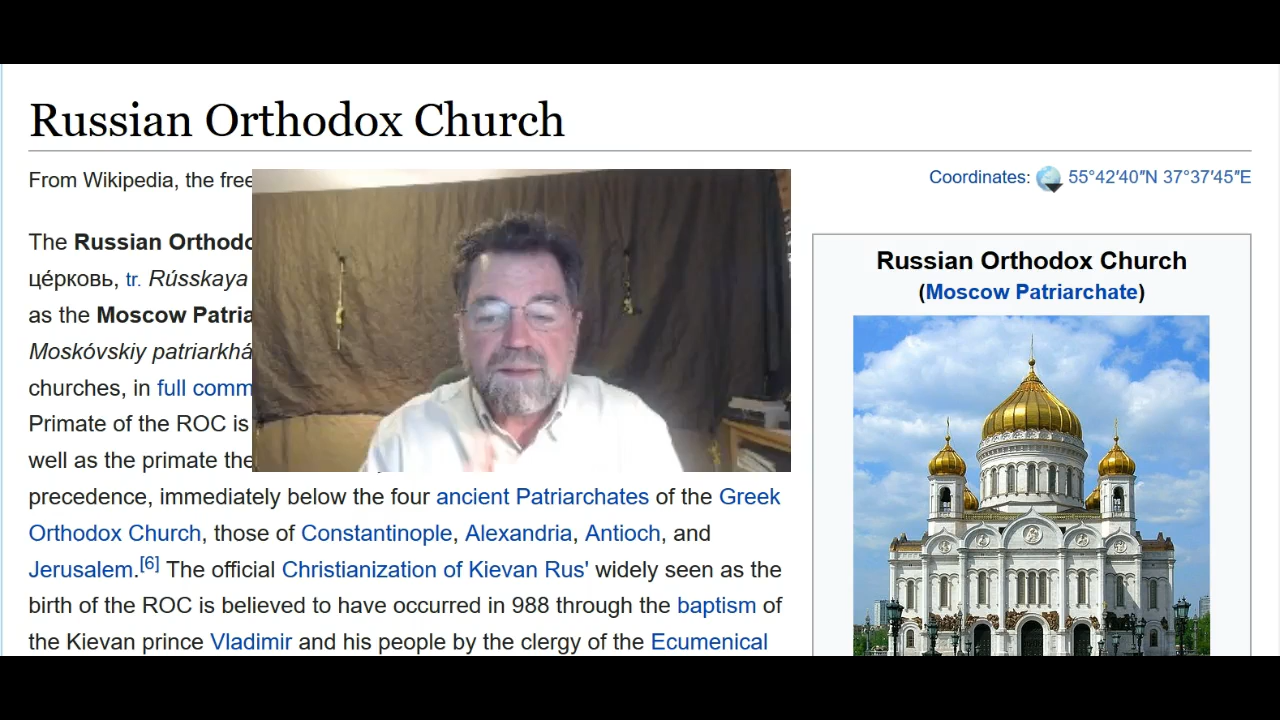 Russian Orthodox Church
From Wikipedia, the free
Coordinates: 55°42′40″N 37°37′45″E
The Russian Orthodo
це́рковь, tr. Rússkaya
as the Moscow Patria
Moskóvskiy patriarkhá
churches, in full comm
Primate of the ROC is
well as the primate the
precedence, immediately below the four ancient Patriarchates of the Greek
Orthodox Church, those of Constantinople, Alexandria, Antioch, and
Jerusalem.[6] The official Christianization of Kievan Rus' widely seen as the
birth of the ROC is believed to have occurred in 988 through the baptism of
the Kievan prince Vladimir and his people by the clergy of the Ecumenical
Russian Orthodox Church
(Moscow Patriarchate)